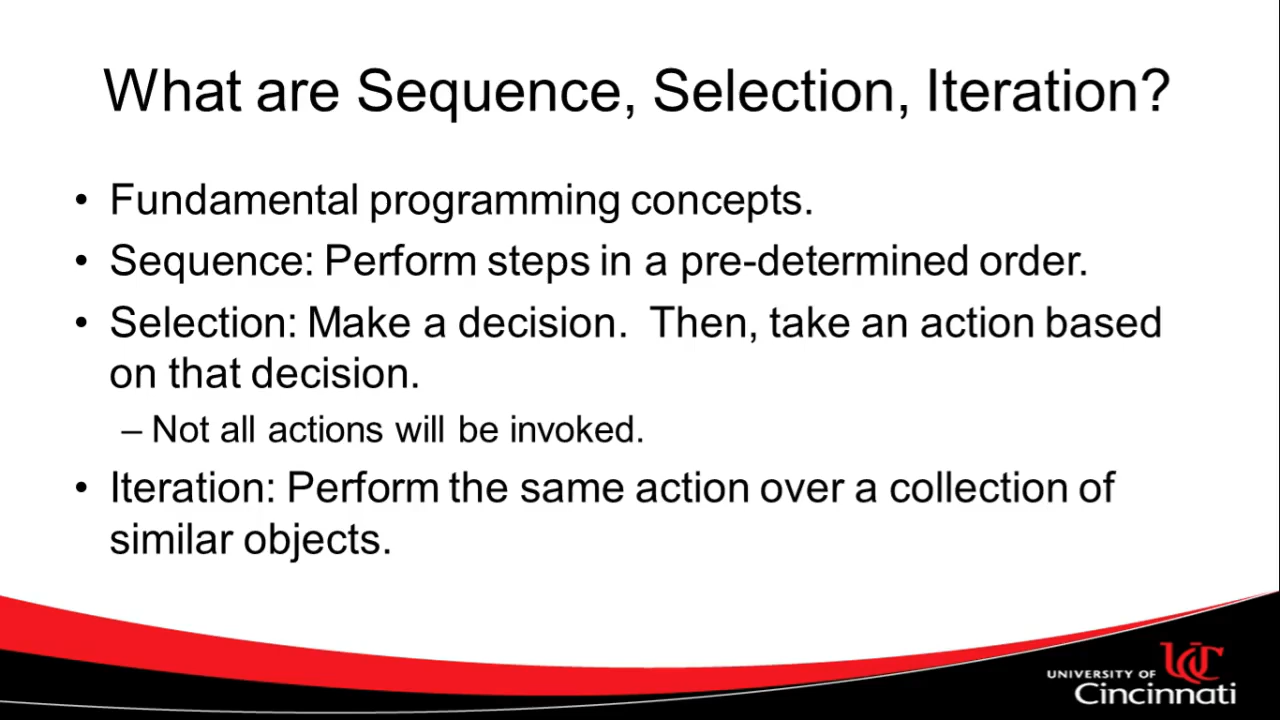 What are Sequence, Selection, Iteration?
• Fundamental programming concepts.
• Sequence: Perform steps in a pre-determined order.
• Selection: Make a decision.  Then, take an action based
on that decision.
– Not all actions will be invoked.
• Iteration: Perform the same action over a collection of
similar objects.
UC
UNIVERSITY OF
Cincinnati